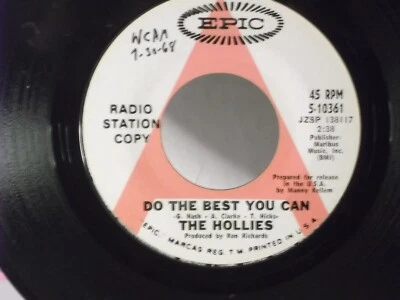 EPIC
WCAM
7-30-68
RADIO
STATION
COPY
45 RPM
5-10361
JZSP 138117
2:38
Publisher-
Maribus
Music, Inc.
(BMI)
Prepared for release
in the U.S.A.
by Manny Kellem
DO THE BEST YOU CAN
-G. Nash - A. Clarke - T. Hicks-
THE HOLLIES
Produced by Ron Richards
EPIC, MARCAS REG. T.M. PRINTED IN U.S.A.